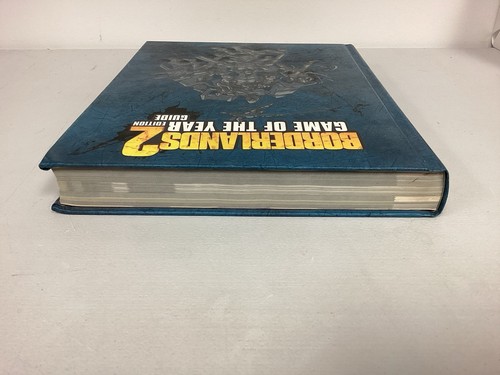 BORDERLANDS 2
GAME OF THE YEAR
EDITION
GUIDE